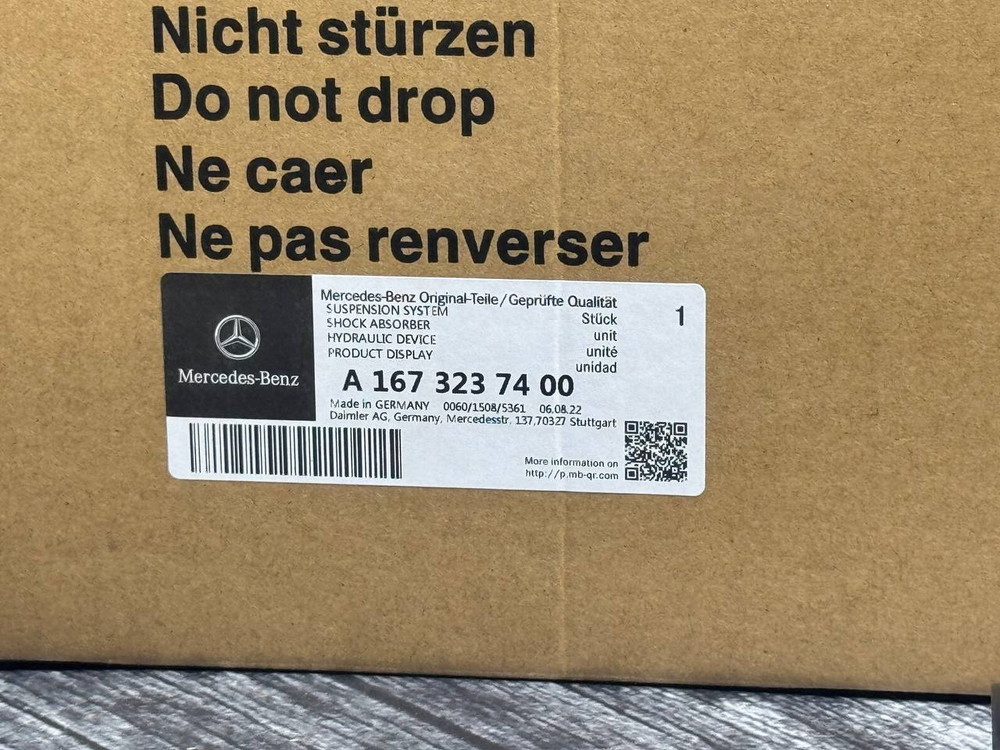 Nicht stürzen
Do not drop
Ne caer
Ne pas renverser
Mercedes-Benz Original-Teile/Geprüfte Qualität
SUSPENSION SYSTEM
SHOCK ABSORBER
HYDRAULIC DEVICE
PRODUCT DISPLAY
Stück
unit
unité
unidad
1
Mercedes-Benz
A 167 323 74 00
Made in GERMANY 0060/1508/5361 06.08.22
Daimler AG, Germany, Mercedesstr. 137,70327 Stuttgart
More information on
http://p.mb-qr.com